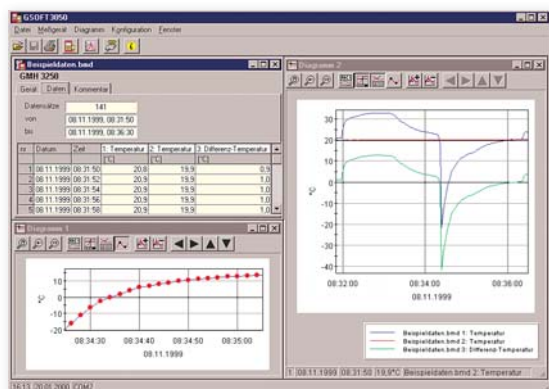 GSOFT3050
Datei Meßgerät Diagramm Konfiguration Fenster
Beispieldaten.bmd
GMH 3250
Gerät Daten Kommentar
Datensätze 141
von 08.11.1999, 08:31:50
bis 08.11.1999, 08:36:30
nr Datum Zeit 1: Temperatur 2: Temperatur 3: Differenz-Temperatur
[°C] [°C] [°C]
1 08.11.1999 08:31:50 20,8 19,9 0,9
2 08.11.1999 08:31:52 20,9 19,9 1,0
3 08.11.1999 08:31:54 20,9 19,9 1,0
4 08.11.1999 08:31:56 20,9 19,9 1,0
5 08.11.1999 08:31:58 20,9 19,9 1,0
Diagramm 1
°C
10
0
-10
-20
08:34:30 08:34:40 08:34:50 08:35:00
08.11.1999
Diagramm 2
°C
30
20
10
0
-10
-20
-30
-40
08:32:00 08:34:00 08:36:00
08.11.1999
Beispieldaten.bmd 1: Temperatur
Beispieldaten.bmd 2: Temperatur
Beispieldaten.bmd 3: Differenz-Temperatur
1 08.11.1999 08:31:50 19,9°C Beispieldaten.bmd 2: Temperatur
16:13 20.01.2000 COM2